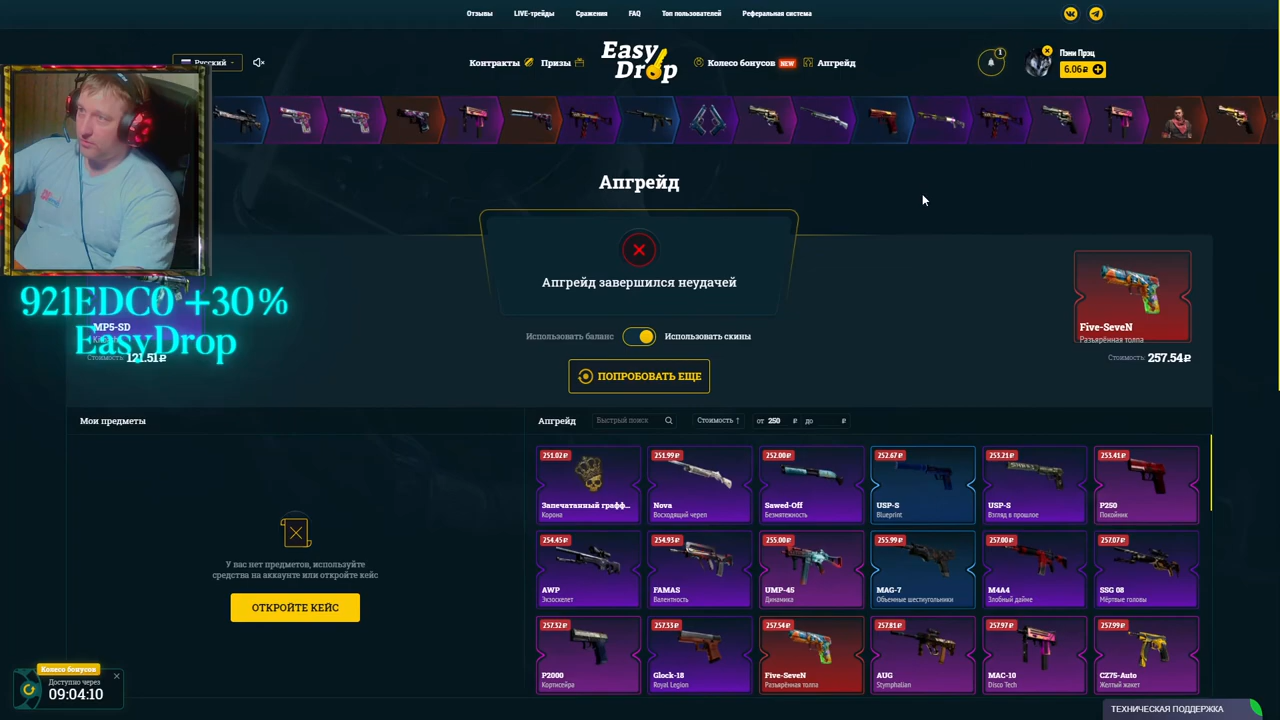 Отзывы LIVE-трейды Сражения FAQ Топ пользователей Реферальная система
Русский
Контракты Призы
Easy Drop
Колесо бонусов NEW Апгрейд
1
Пэпи Прэц
6.06₽
Апгрейд
Апгрейд завершился неудачей
921EDC0 +30%
EasyDrop
MP5-SD
Стоимость: 121.51₽
Использовать баланс Использовать скины
ПОПРОБОВАТЬ ЕЩЕ
Five-SeveN
Разъярённая толпа
Стоимость: 257.54₽
Мои предметы
Апгрейд Быстрый поиск Стоимость ↑ от 250 ₽ до ₽
251.02₽ 251.99₽ 252.00₽ 252.67₽ 253.21₽ 253.41₽
Запечатанный графф... Nova Sawed-Off USP-S USP-S P250
Корона Восходящий череп Безмятежность Blueprint Взгляд в прошлое Покойник
254.45₽ 254.93₽ 255.00₽ 255.99₽ 257.00₽ 257.07₽
AWP FAMAS UMP-45 MAG-7 M4A4 SSG 08
Экзоскелет Валентность Динамика Объемные шестиугольники Злобный дайме Мёртвые головы
257.32₽ 257.33₽ 257.54₽ 257.81₽ 257.97₽ 257.99₽
P2000 Glock-18 Five-SeveN AUG MAC-10 CZ75-Auto
Кортисейра Royal Legion Разъярённая толпа Stymphalian Disco Tech Желтый жакет
У вас нет предметов, используйте
средства на аккаунте или откройте кейс
ОТКРОЙТЕ КЕЙС
Колесо бонусов
Доступно через
09:04:10
ТЕХНИЧЕСКАЯ ПОДДЕРЖКА